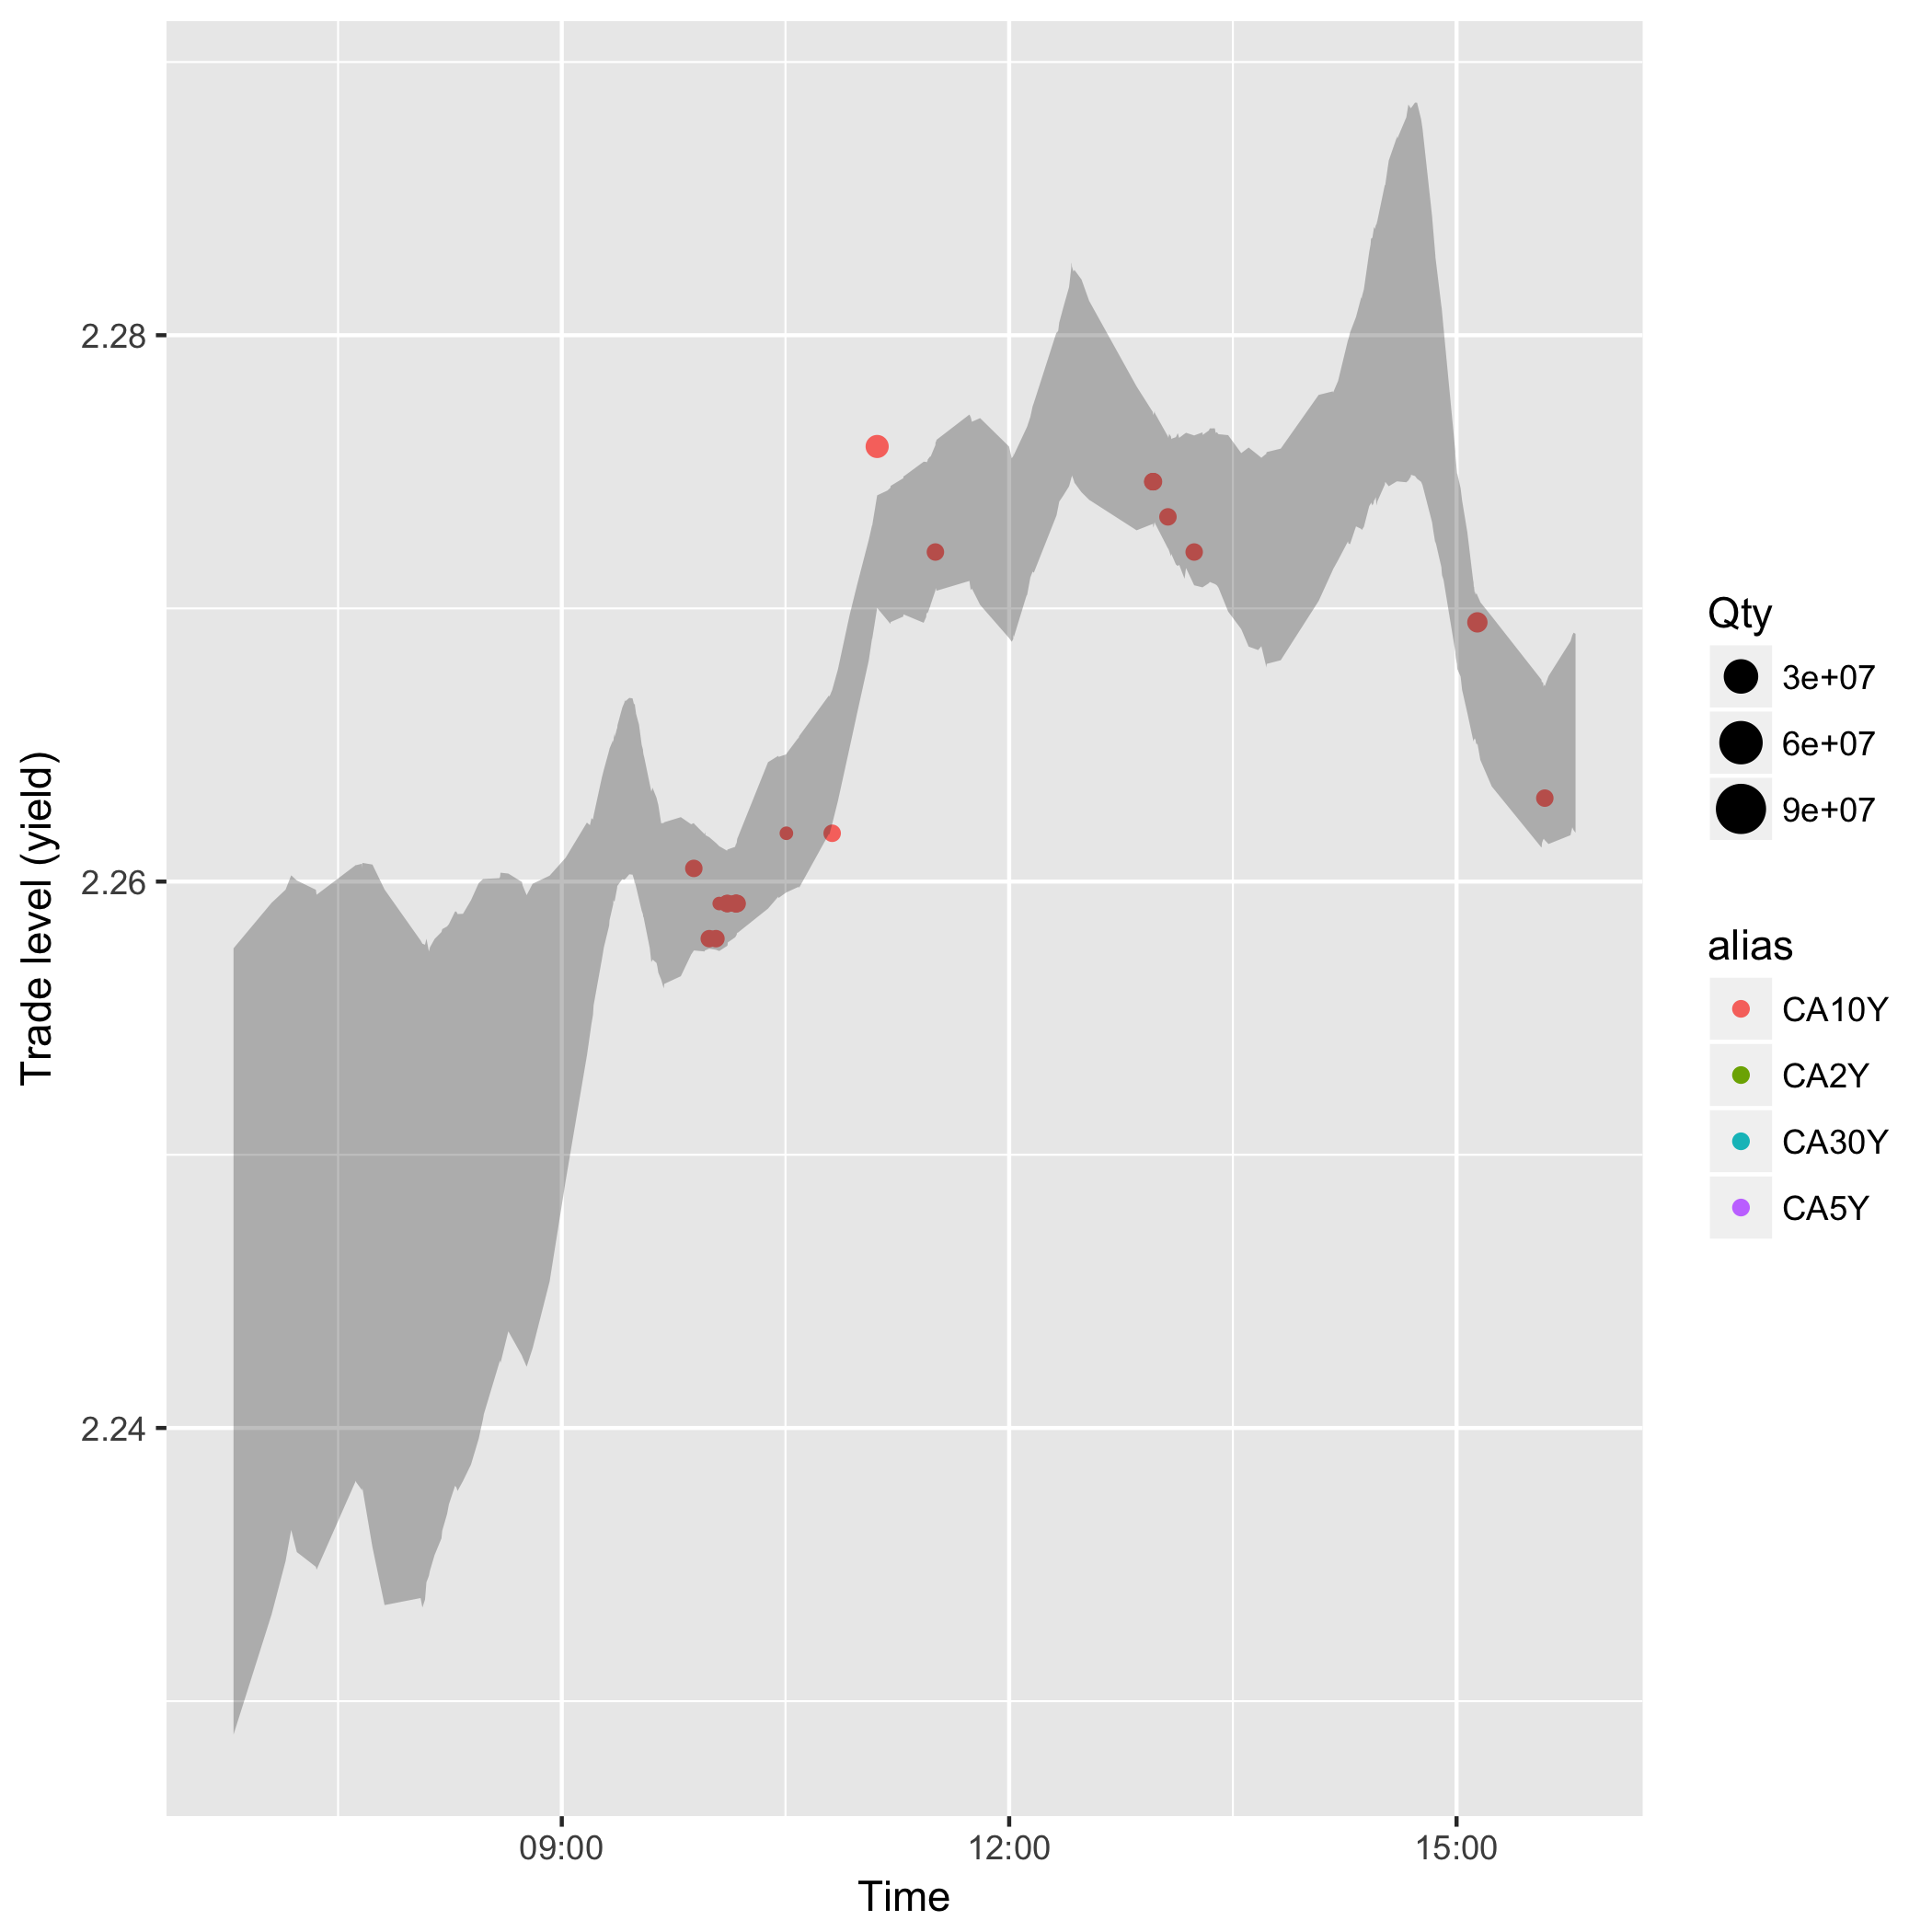 2.28
2.26
2.24
Trade level (yield)
09:00
12:00
15:00
Time
Qty
3e+07
6e+07
9e+07
alias
CA10Y
CA2Y
CA30Y
CA5Y